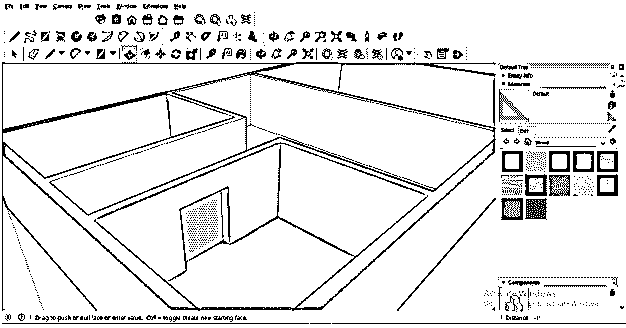 File Edit View Camera Draw Tools Window Extensions Help
Default Tray
Entity Info
Materials
Default
Select Edit
Wood
Components
Drag to push or pull face or enter value. Ctrl = toggle create new starting face.
Distance